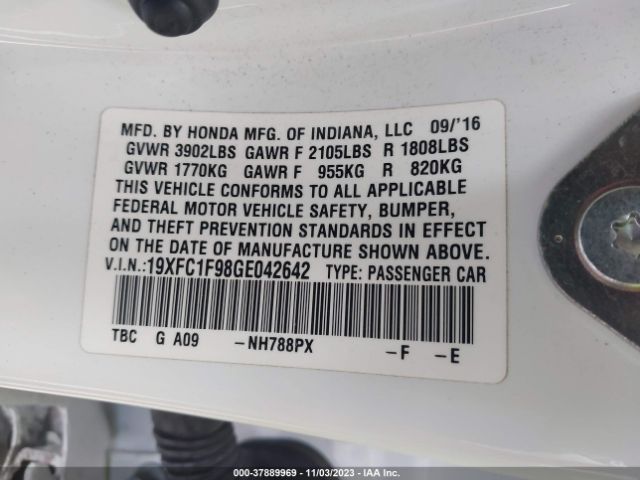 MFD. BY HONDA MFG. OF INDIANA, LLC 09/'16
GVWR 3902LBS GAWR F 2105LBS R 1808LBS
GVWR 1770KG GAWR F 955KG R 820KG
THIS VEHICLE CONFORMS TO ALL APPLICABLE
FEDERAL MOTOR VEHICLE SAFETY, BUMPER,
AND THEFT PREVENTION STANDARDS IN EFFECT
ON THE DATE OF MANUFACTURE SHOWN ABOVE.
V.I.N.:19XFC1F98GE042642 TYPE: PASSENGER CAR
TBC G A09 -NH788PX -F -E
000-37889969 - 11/03/2023 - IAA Inc.